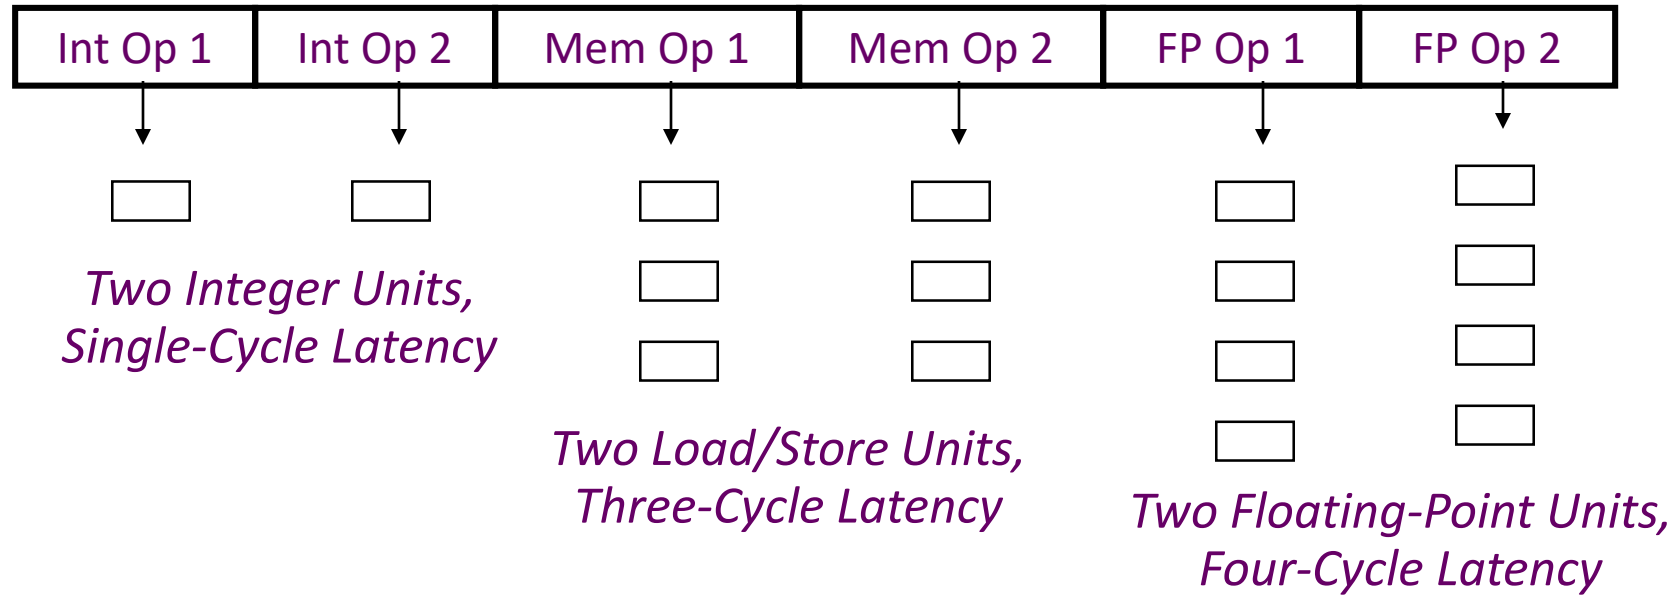 Int Op 1 Int Op 2 Mem Op 1 Mem Op 2 FP Op 1 FP Op 2
Two Integer Units,
Single-Cycle Latency
Two Load/Store Units,
Three-Cycle Latency
Two Floating-Point Units,
Four-Cycle Latency